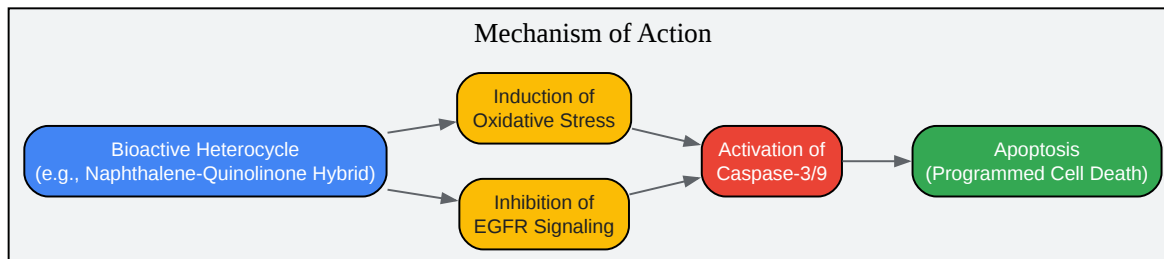 Mechanism of Action
Bioactive Heterocycle
(e.g., Naphthalene-Quinolinone Hybrid)
Induction of
Oxidative Stress
Inhibition of
EGFR Signaling
Activation of
Caspase-3/9
Apoptosis
(Programmed Cell Death)